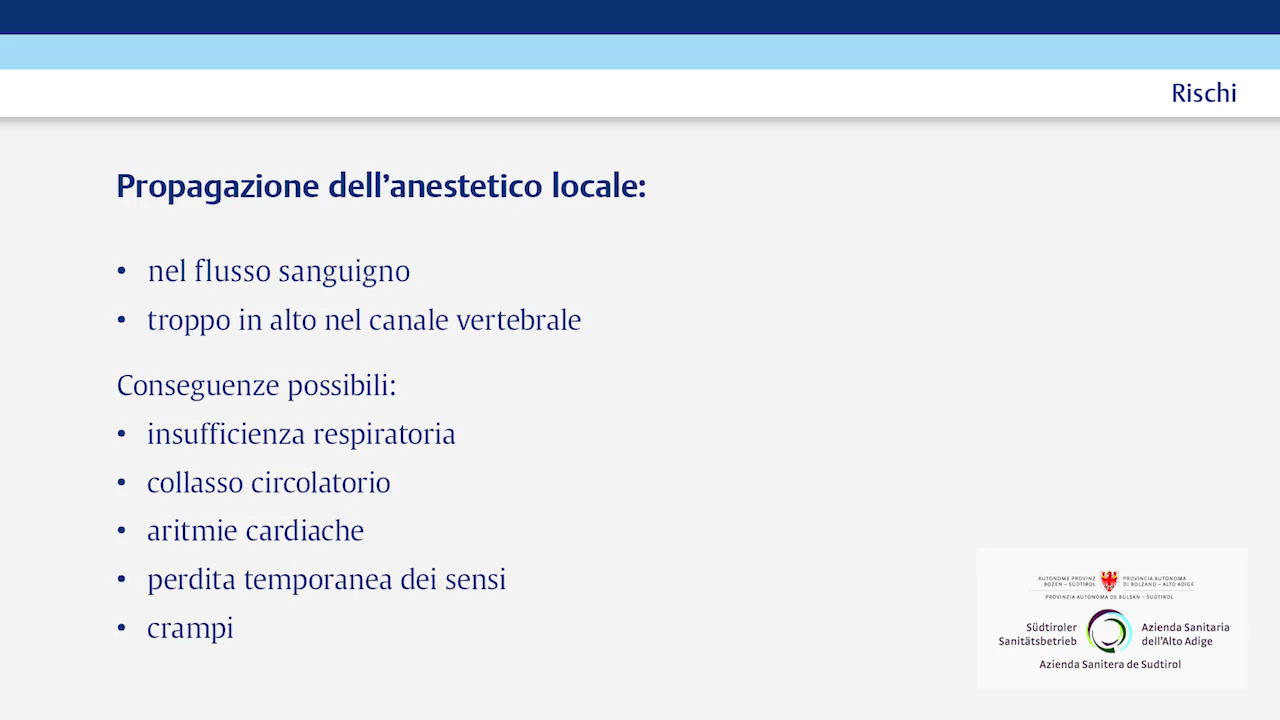 Rischi
Propagazione dell’anestetico locale:
• nel flusso sanguigno
• troppo in alto nel canale vertebrale
Conseguenze possibili:
• insufficienza respiratoria
• collasso circolatorio
• aritmie cardiache
• perdita temporanea dei sensi
• crampi
AUTONOME PROVINZ PROVINCIA AUTONOMA
BOZEN – SÜDTIROL DI BOLZANO – ALTO ADIGE
PROVINZIA AUTONOMA DE BULSAN – SÜDTIROL
Südtiroler Azienda Sanitaria
Sanitätsbetrieb dell’Alto Adige
Azienda Sanitera de Sudtirol